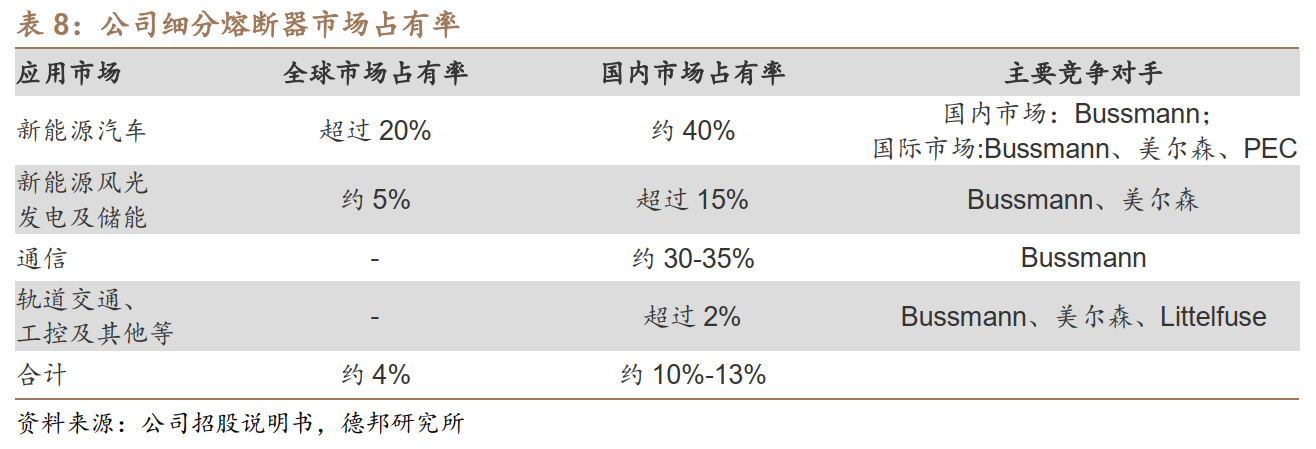 表 8：公司细分熔断器市场占有率
应用市场 全球市场占有率 国内市场占有率 主要竞争对手
新能源汽车 超过 20% 约 40% 国内市场：Bussmann；
国际市场:Bussmann、美尔森、PEC
新能源风光
发电及储能 约 5% 超过 15% Bussmann、美尔森
通信 - 约 30-35% Bussmann
轨道交通、
工控及其他等 - 超过 2% Bussmann、美尔森、Littelfuse
合计 约 4% 约 10%-13%
资料来源：公司招股说明书，德邦研究所